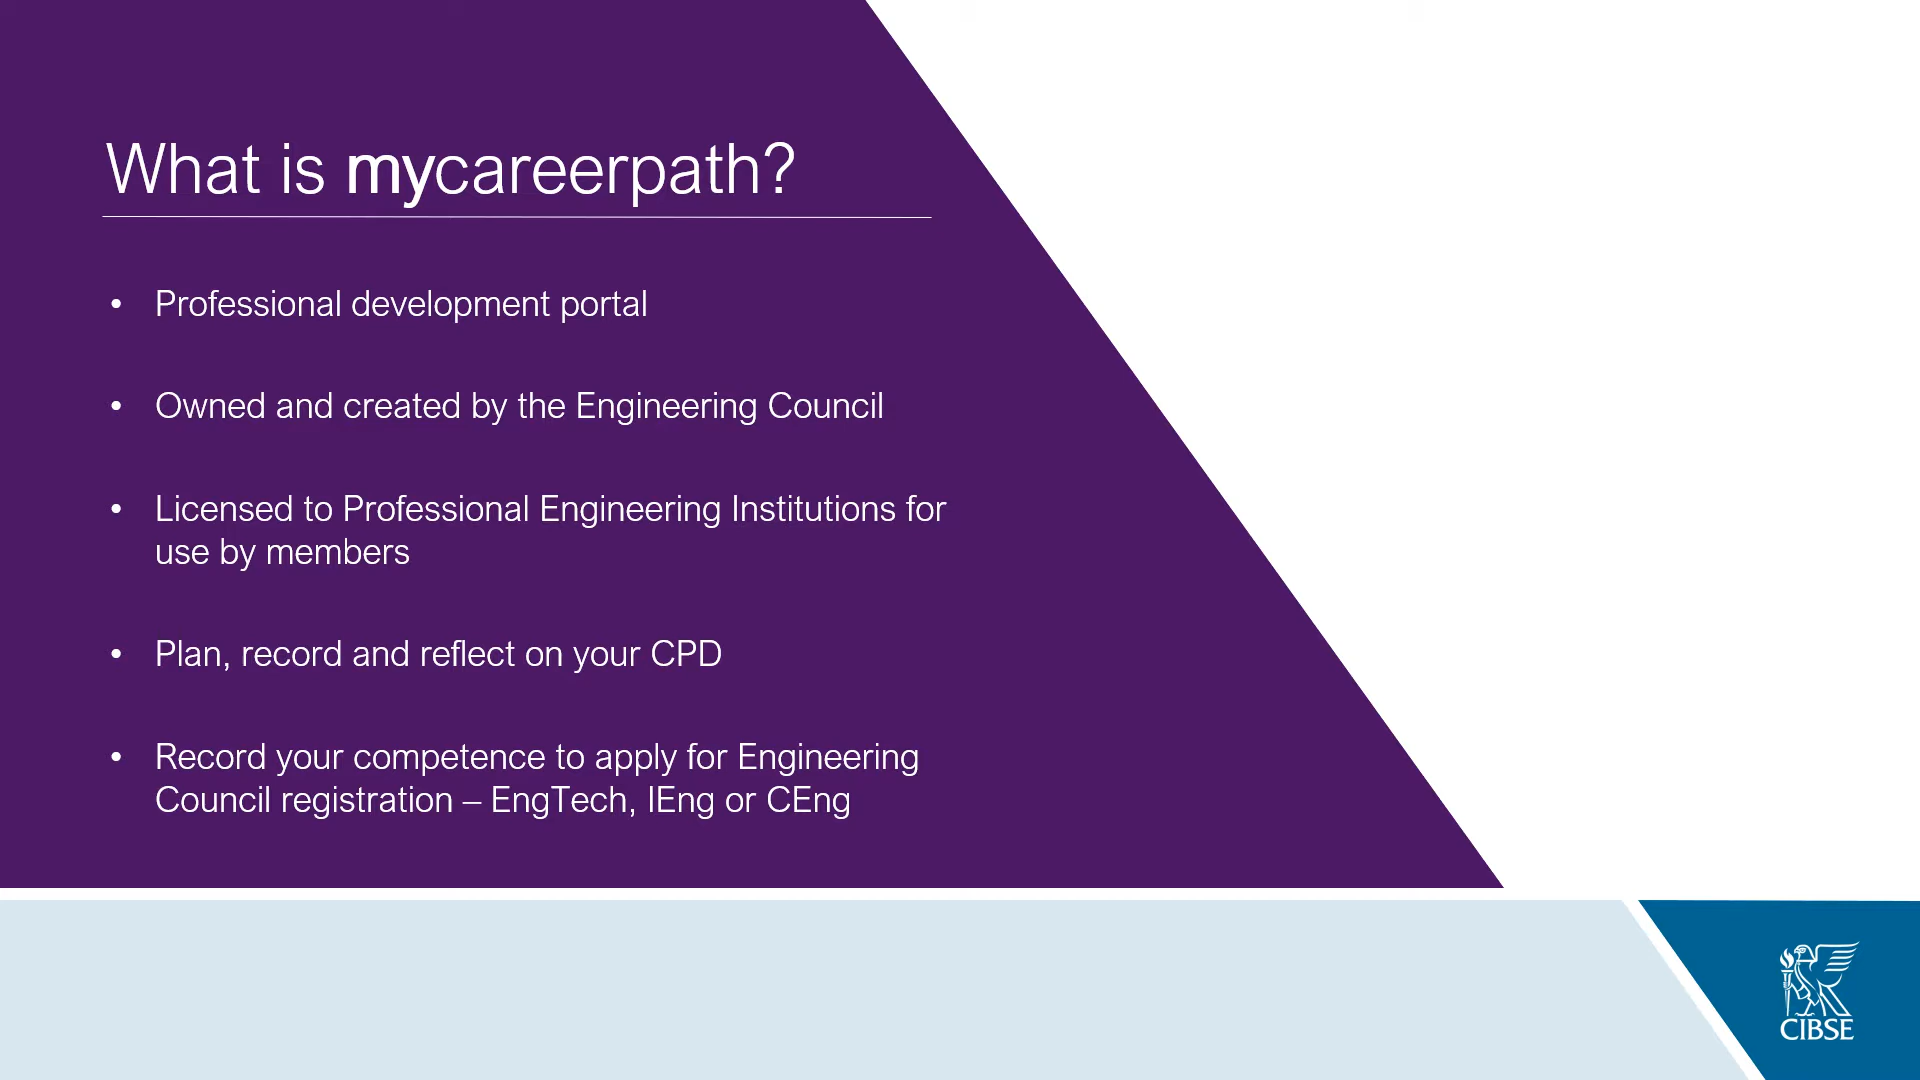 What is mycareerpath?
• Professional development portal
• Owned and created by the Engineering Council
• Licensed to Professional Engineering Institutions for
use by members
• Plan, record and reflect on your CPD
• Record your competence to apply for Engineering
Council registration – EngTech, IEng or CEng
CIBSE